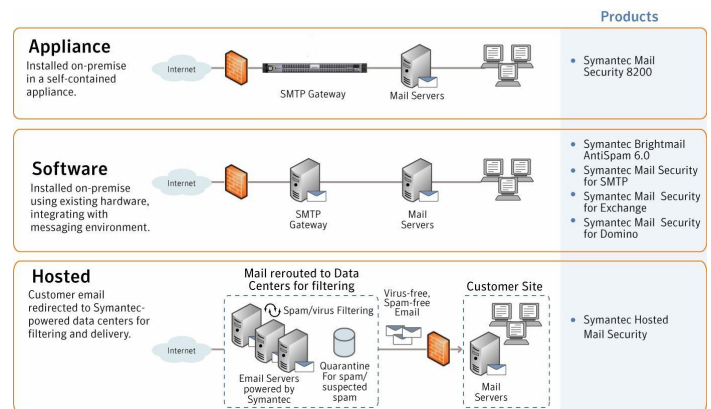 Products
Appliance
Installed on-premise
in a self-contained
appliance.
Internet
SMTP Gateway
Mail Servers
• Symantec Mail
Security 8200
Software
Installed on-premise
using existing hardware,
integrating with
messaging environment.
Internet
SMTP
Gateway
Mail
Servers
• Symantec Brightmail
AntiSpam 6.0
• Symantec Mail Security
for SMTP
• Symantec Mail Security
for Exchange
• Symantec Mail Security
for Domino
Hosted
Customer email
redirected to Symantec-
powered data centers for
filtering and delivery.
Internet
Mail rerouted to Data
Centers for filtering
Spam/virus Filtering
Email Servers
powered by
Symantec
Quarantine
For spam/
suspected
spam
Virus-free,
Spam-free
Email
Customer Site
Mail
Servers
• Symantec Hosted
Mail Security